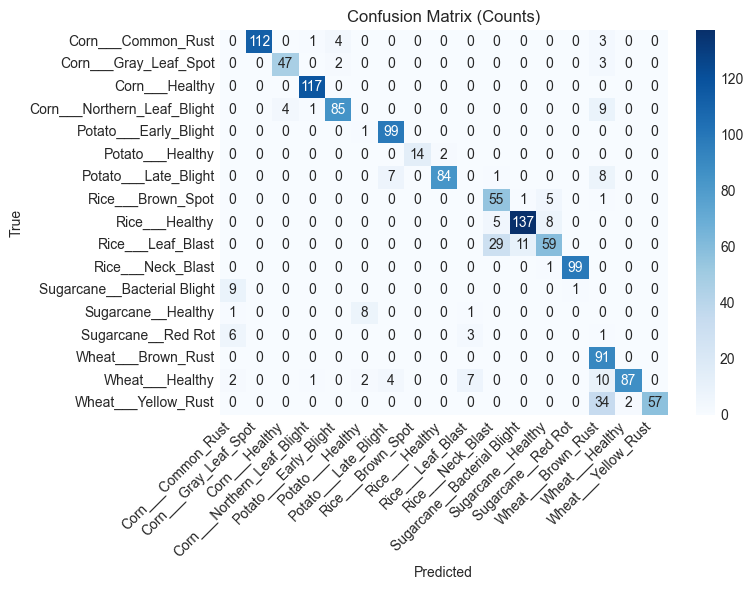 Confusion Matrix (Counts)
Corn___Common_Rust 0 112 0 1 4 0 0 0 0 0 0 0 0 0 3 0 0
Corn___Gray_Leaf_Spot 0 0 47 0 2 0 0 0 0 0 0 0 0 0 3 0 0
Corn___Healthy 0 0 0 117 0 0 0 0 0 0 0 0 0 0 0 0 0
Corn___Northern_Leaf_Blight 0 0 4 1 85 0 0 0 0 0 0 0 0 0 9 0 0
Potato___Early_Blight 0 0 0 0 0 1 99 0 0 0 0 0 0 0 0 0 0
Potato___Healthy 0 0 0 0 0 0 0 14 2 0 0 0 0 0 0 0 0
Potato___Late_Blight 0 0 0 0 0 0 7 0 84 0 1 0 0 0 8 0 0
Rice___Brown_Spot 0 0 0 0 0 0 0 0 0 0 55 1 5 0 1 0 0
Rice___Healthy 0 0 0 0 0 0 0 0 0 0 5 137 8 0 0 0 0
Rice___Leaf_Blast 0 0 0 0 0 0 0 0 0 0 29 11 59 0 0 0 0
Rice___Neck_Blast 0 0 0 0 0 0 0 0 0 0 0 0 1 99 0 0 0
Sugarcane__Bacterial Blight 9 0 0 0 0 0 0 0 0 0 0 0 0 1 0 0 0
Sugarcane__Healthy 1 0 0 0 0 8 0 0 0 1 0 0 0 0 0 0 0
Sugarcane__Red Rot 6 0 0 0 0 0 0 0 0 3 0 0 0 0 1 0 0
Wheat___Brown_Rust 0 0 0 0 0 0 0 0 0 0 0 0 0 0 91 0 0
Wheat___Healthy 2 0 0 1 0 2 4 0 0 7 0 0 0 0 10 87 0
Wheat___Yellow_Rust 0 0 0 0 0 0 0 0 0 0 0 0 0 0 34 2 57
True
Corn___Common_Rust
Corn___Gray_Leaf_Spot
Corn___Healthy
Corn___Northern_Leaf_Blight
Potato___Early_Blight
Potato___Healthy
Potato___Late_Blight
Rice___Brown_Spot
Rice___Healthy
Rice___Leaf_Blast
Rice___Neck_Blast
Sugarcane__Bacterial Blight
Sugarcane__Healthy
Sugarcane__Red Rot
Wheat___Brown_Rust
Wheat___Healthy
Wheat___Yellow_Rust
Predicted
120
100
80
60
40
20
0